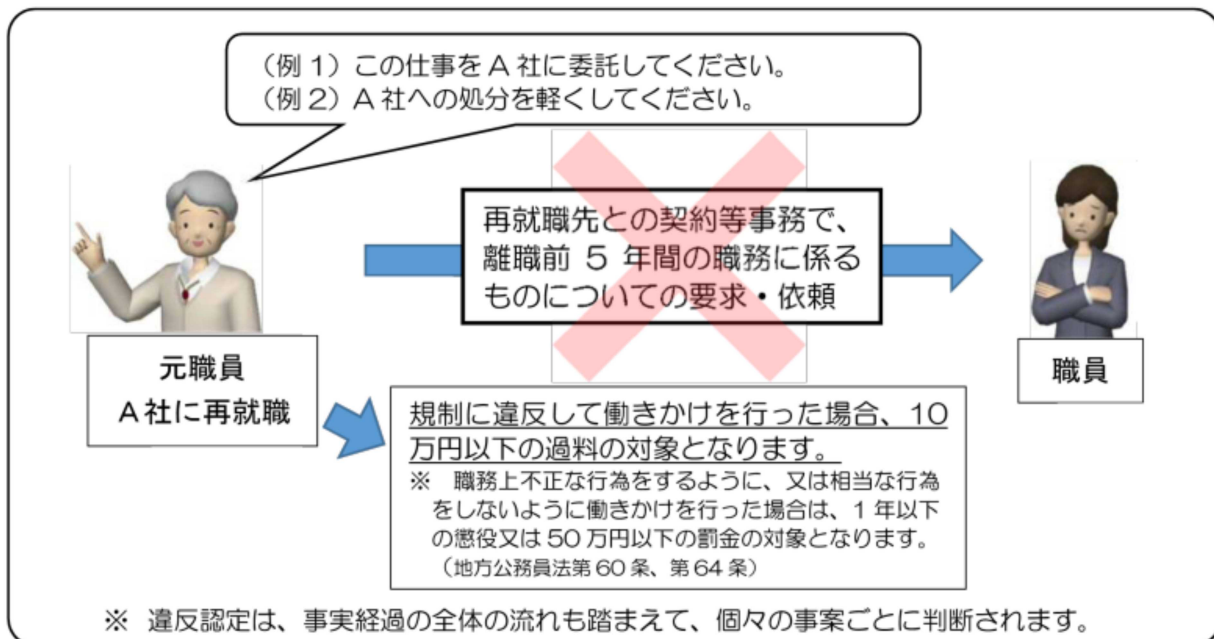 （例１）この仕事をＡ社に委託してください。
（例２）Ａ社への処分を軽くしてください。
再就職先との契約等事務で、
離職前 ５ 年間の職務に係る
ものについての要求・依頼
元職員
Ａ社に再就職
職員
規制に違反して働きかけを行った場合、10
万円以下の過料の対象となります。
※　職務上不正な行為をするように、又は相当な行為
をしないように働きかけを行った場合は、１年以下
の懲役又は 50 万円以下の罰金の対象となります。
（地方公務員法第 60 条、第 64 条）
※ 違反認定は、事実経過の全体の流れも踏まえて、個々の事案ごとに判断されます。